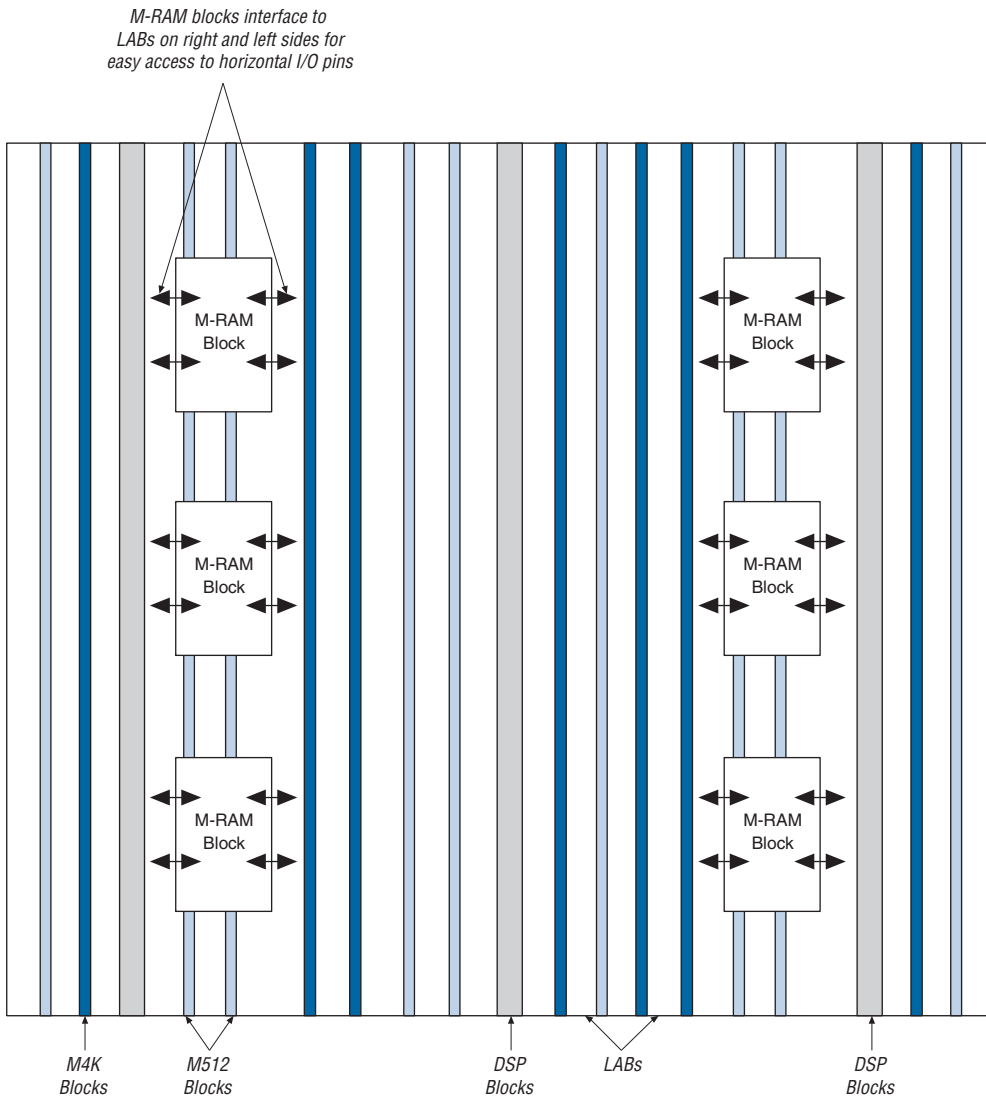 M-RAM blocks interface to
LABs on right and left sides for
easy access to horizontal I/O pins
M-RAM
Block
M-RAM
Block
M-RAM
Block
M-RAM
Block
M-RAM
Block
M-RAM
Block
M4K
Blocks
M512
Blocks
DSP
Blocks
LABs
DSP
Blocks